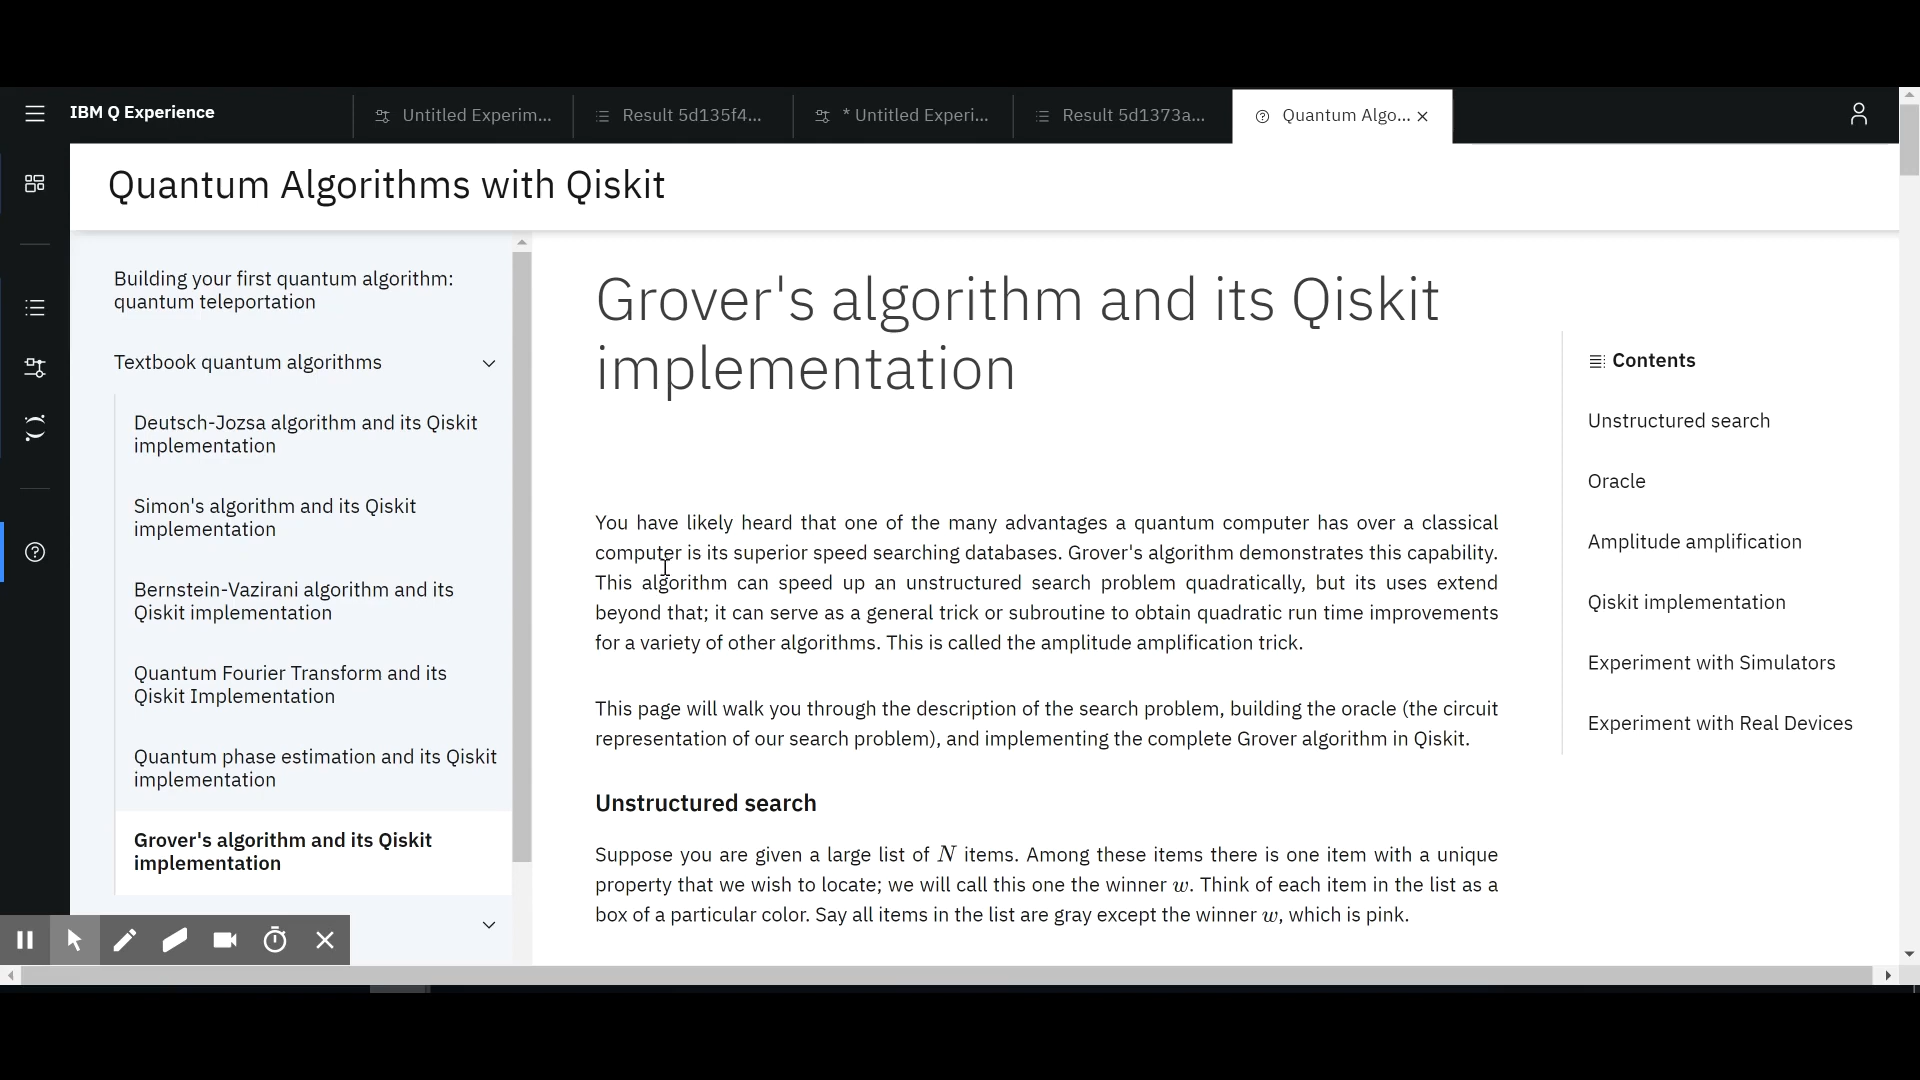 IBM Q Experience
Untitled Experim...
Result 5d135f4...
* Untitled Experi...
Result 5d1373a...
Quantum Algo...
Quantum Algorithms with Qiskit
Building your first quantum algorithm:
quantum teleportation
Textbook quantum algorithms
Deutsch-Jozsa algorithm and its Qiskit
implementation
Simon's algorithm and its Qiskit
implementation
Bernstein-Vazirani algorithm and its
Qiskit implementation
Quantum Fourier Transform and its
Qiskit Implementation
Quantum phase estimation and its Qiskit
implementation
Grover's algorithm and its Qiskit
implementation
Grover's algorithm and its Qiskit
implementation
You have likely heard that one of the many advantages a quantum computer has over a classical
computer is its superior speed searching databases. Grover's algorithm demonstrates this capability.
This algorithm can speed up an unstructured search problem quadratically, but its uses extend
beyond that; it can serve as a general trick or subroutine to obtain quadratic run time improvements
for a variety of other algorithms. This is called the amplitude amplification trick.
This page will walk you through the description of the search problem, building the oracle (the circuit
representation of our search problem), and implementing the complete Grover algorithm in Qiskit.
Unstructured search
Suppose you are given a large list of N items. Among these items there is one item with a unique
property that we wish to locate; we will call this one the winner w. Think of each item in the list as a
box of a particular color. Say all items in the list are gray except the winner w, which is pink.
Contents
Unstructured search
Oracle
Amplitude amplification
Qiskit implementation
Experiment with Simulators
Experiment with Real Devices